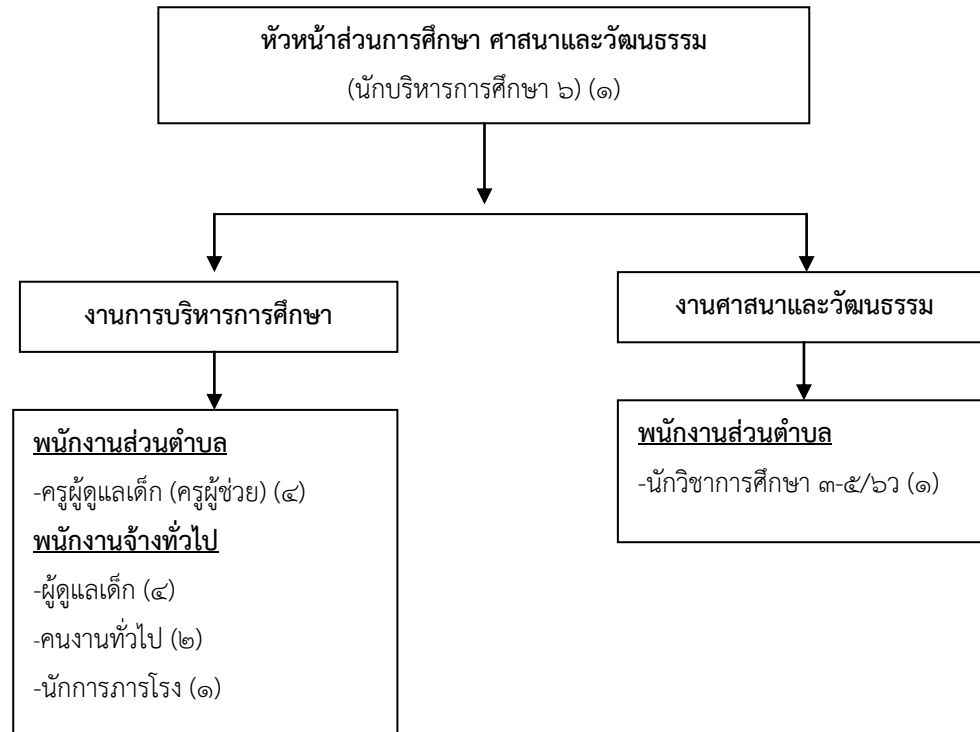 หัวหน้าส่วนการศึกษา ศาสนาและวัฒนธรรม
(นักบริหารการศึกษา ๖) (๑)
งานการบริหารการศึกษา
งานศาสนาและวัฒนธรรม
พนักงานส่วนตำบล
-ครูผู้ดูแลเด็ก (ครูผู้ช่วย) (๔)
พนักงานจ้างทั่วไป
-ผู้ดูแลเด็ก (๔)
-คนงานทั่วไป (๒)
-นักการภารโรง (๑)
พนักงานส่วนตำบล
-นักวิชาการศึกษา ๓-๕/๖ว (๑)